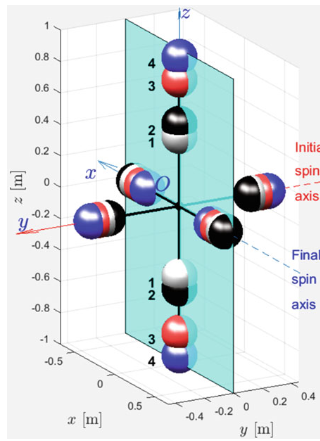 z
1
0.8
0.6
0.4
0.2
0
-0.2
-0.4
-0.6
-0.8
-1
z [m]
4
3
2
1
x
O
y
Initia
spin
axis
Final
spin
axis
1
2
3
4
-0.5
0
0.5
x [m]
-0.4
-0.2
0
0.2
0.4
y [m]